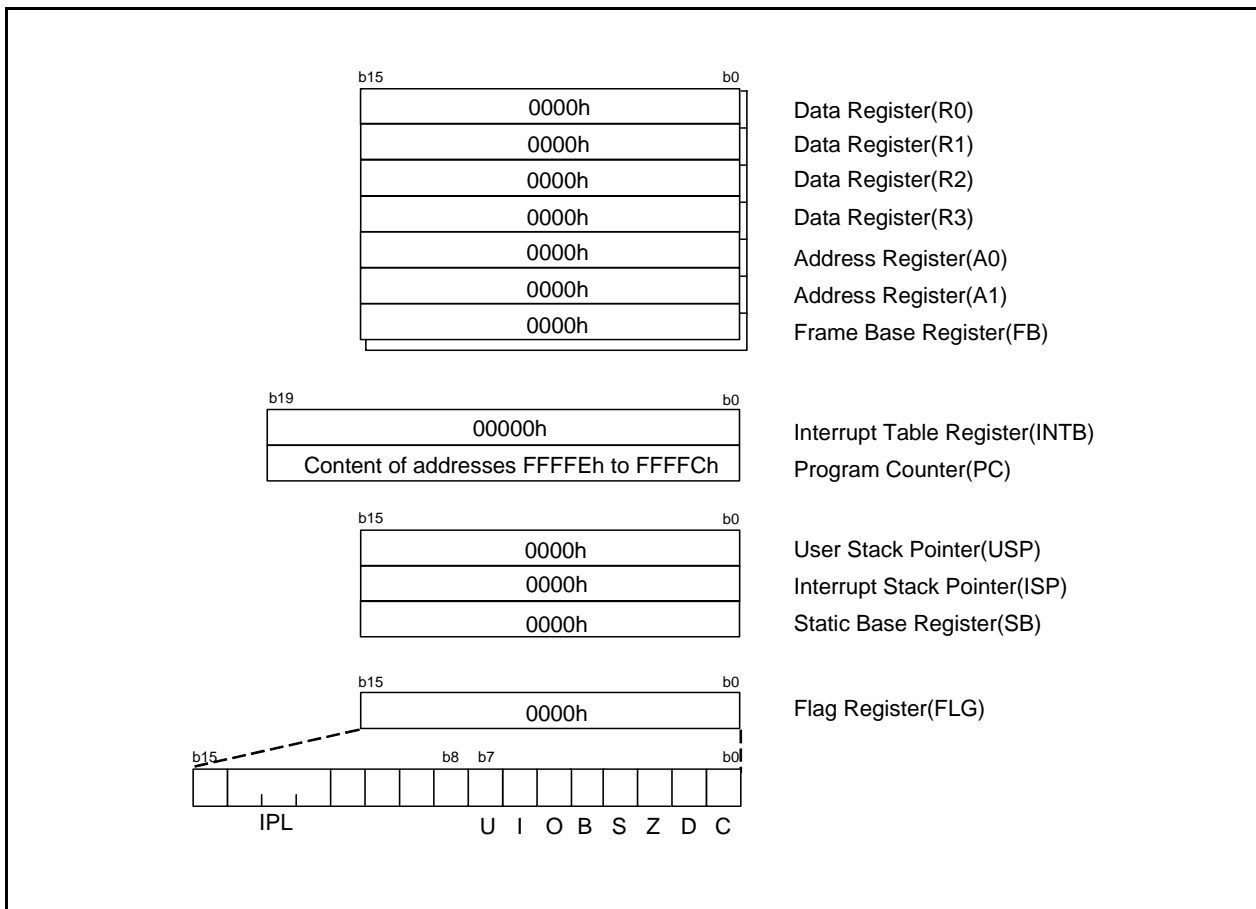 b15 b0
0000h Data Register(R0)
0000h Data Register(R1)
0000h Data Register(R2)
0000h Data Register(R3)
0000h Address Register(A0)
0000h Address Register(A1)
0000h Frame Base Register(FB)
b19 b0
00000h Interrupt Table Register(INTB)
Content of addresses FFFFEh to FFFFCh Program Counter(PC)
b15 b0
0000h User Stack Pointer(USP)
0000h Interrupt Stack Pointer(ISP)
0000h Static Base Register(SB)
b15 b0
0000h Flag Register(FLG)
b15 b8 b7 b0
IPL U I O B S Z D C